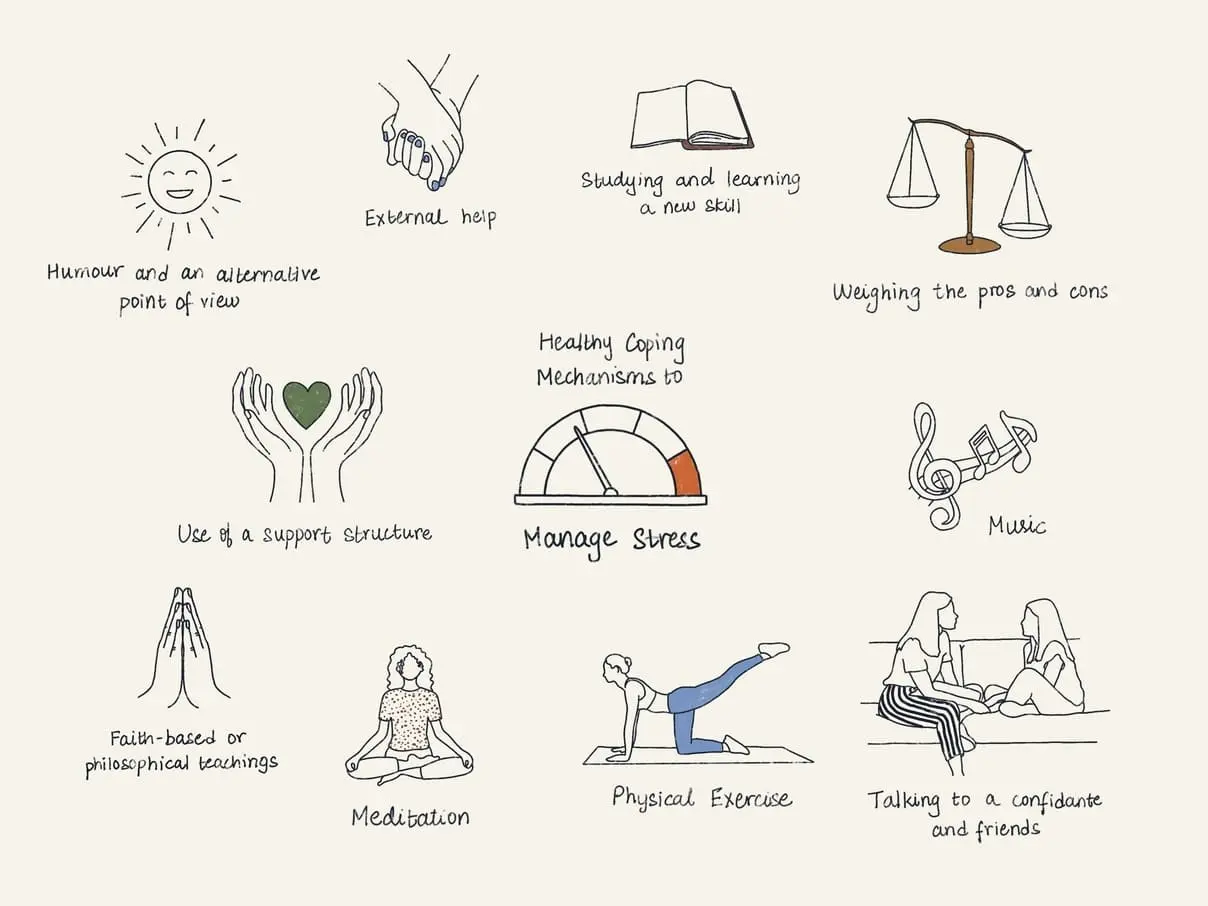 External help
Studying and learning
a new skill
Humour and an alternative
point of view
Weighing the pros and cons
Healthy Coping
Mechanisms to
Manage Stress
Use of a support structure
Music
Faith-based or
philosophical teachings
Meditation
Physical Exercise
Talking to a confidante
and friends